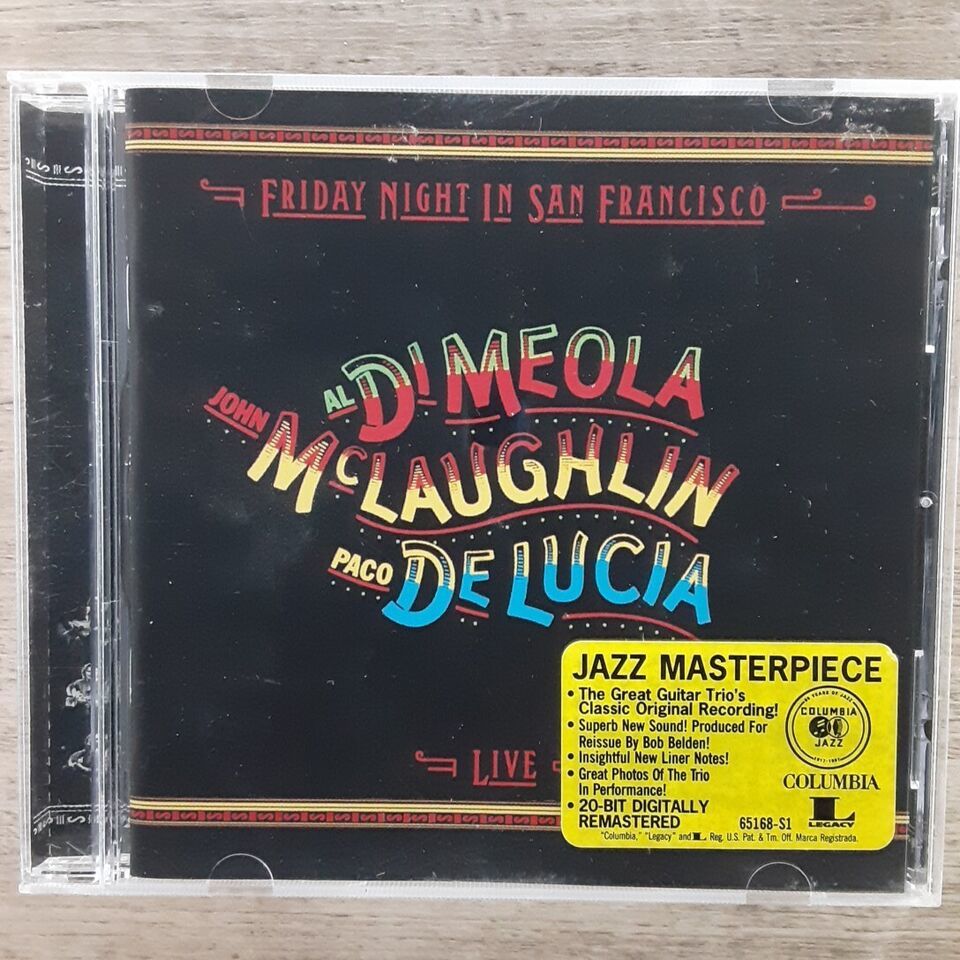 FRIDAY NIGHT IN SAN FRANCISCO
AL DI MEOLA
JOHN McLAUGHLIN
PACO DE LUCIA
LIVE
JAZZ MASTERPIECE
• The Great Guitar Trio's
Classic Original Recording!
• Superb New Sound! Produced For
Reissue By Bob Belden!
• Insightful New Liner Notes!
• Great Photos Of The Trio
In Performance!
• 20-BIT DIGITALLY
REMASTERED
YEARS OF JAZZ
COLUMBIA
JAZZ
COLUMBIA
LEGACY
65168-S1
"Columbia," "Legacy" and L Reg. U.S. Pat. & Tm. Off. Marca Registrada.